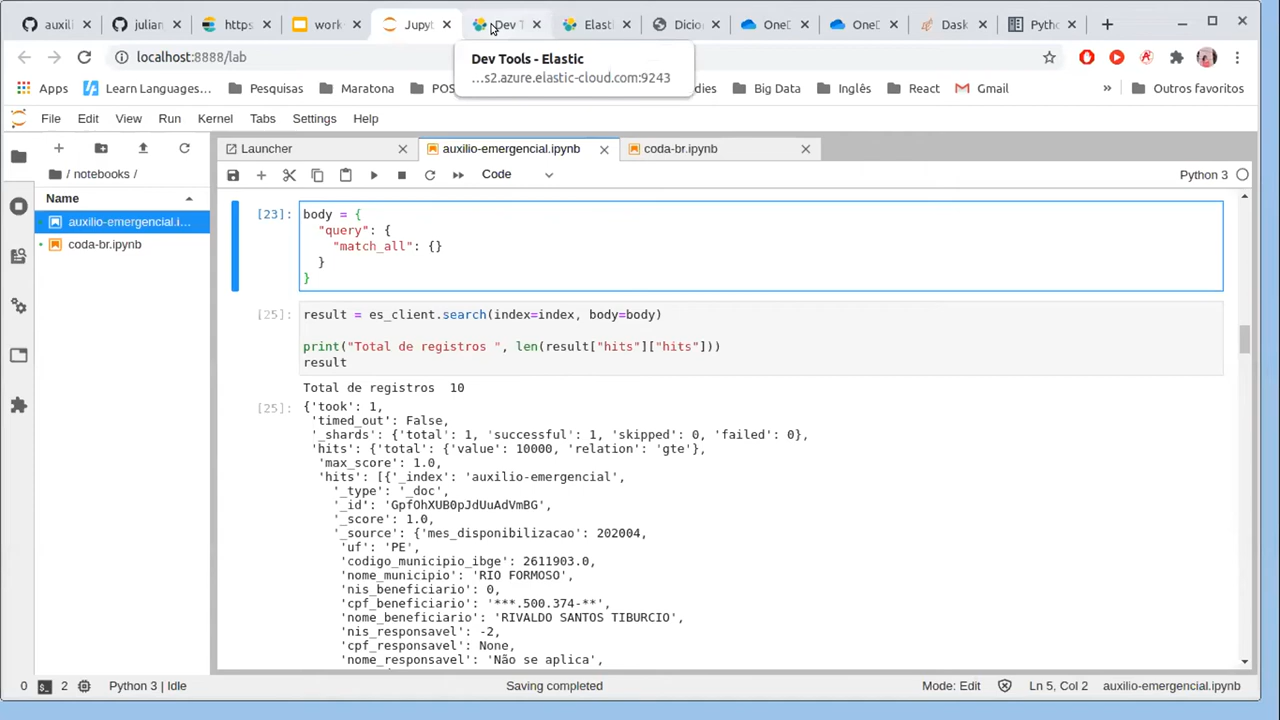 auxili
julian
https
work-
Jupyt
Dev T
Elasti
Dicio
OneD
OneD
Dask
Pytho
localhost:8888/lab
Dev Tools - Elastic
...s2.azure.elastic-cloud.com:9243
Apps
Learn Languages...
Pesquisas
Maratona
POS
dies
Big Data
Inglês
React
Gmail
»
Outros favoritos
File Edit View Run Kernel Tabs Settings Help
Launcher
auxilio-emergencial.ipynb
coda-br.ipynb
/ notebooks /
Code
Python 3
Name
auxilio-emergencial.i...
coda-br.ipynb
[23]:
body = {
"query": {
"match_all": {}
}
}
[25]:
result = es_client.search(index=index, body=body)
print("Total de registros ", len(result["hits"]["hits"]))
result
Total de registros  10
[25]:
{'took': 1,
'timed_out': False,
'_shards': {'total': 1, 'successful': 1, 'skipped': 0, 'failed': 0},
'hits': {'total': {'value': 10000, 'relation': 'gte'},
'max_score': 1.0,
'hits': [{'_index': 'auxilio-emergencial',
'_type': '_doc',
'_id': 'GpfOhXUB0pJdUuAdVmBG',
'_score': 1.0,
'_source': {'mes_disponibilizacao': 202004,
'uf': 'PE',
'codigo_municipio_ibge': 2611903.0,
'nome_municipio': 'RIO FORMOSO',
'nis_beneficiario': 0,
'cpf_beneficiario': '***.500.374-**',
'nome_beneficiario': 'RIVALDO SANTOS TIBURCIO',
'nis_responsavel': -2,
'cpf_responsavel': None,
'nome_responsavel': 'Não se aplica',
0
2
Python 3 | Idle
Saving completed
Mode: Edit
Ln 5, Col 2
auxilio-emergencial.ipynb